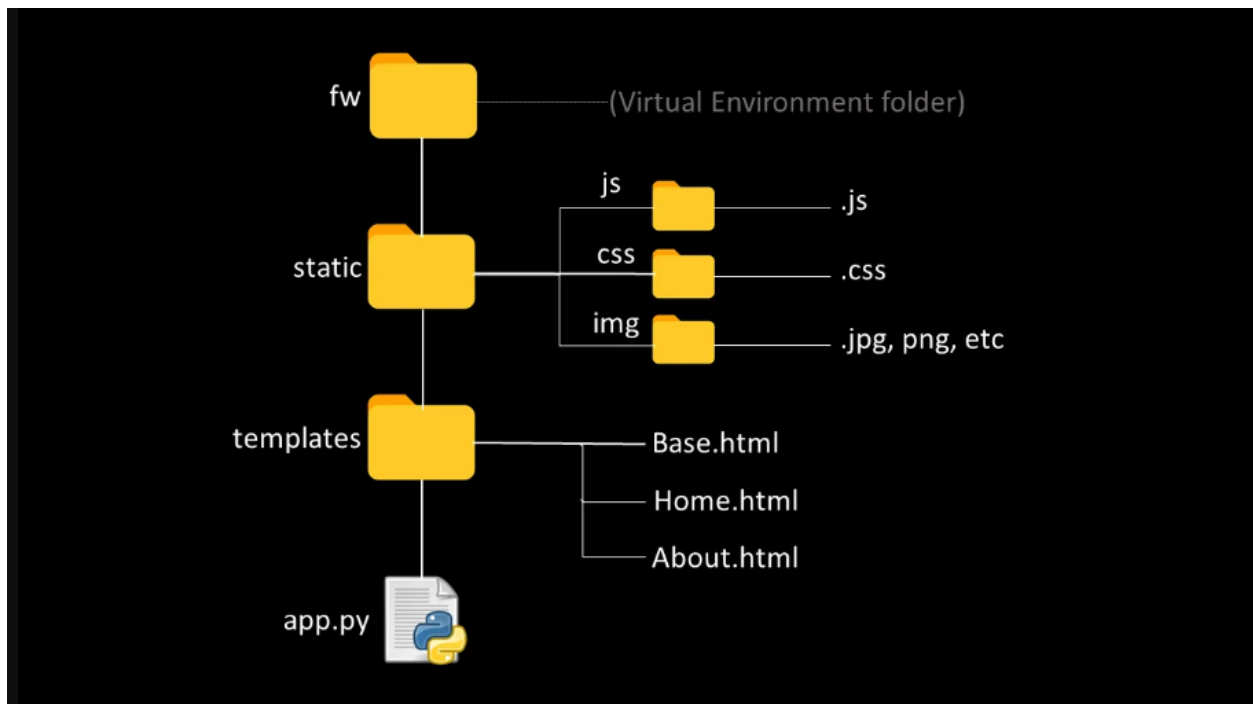 fw
(Virtual Environment folder)
js
.js
static
css
.css
img
.jpg, png, etc
templates
Base.html
Home.html
About.html
app.py